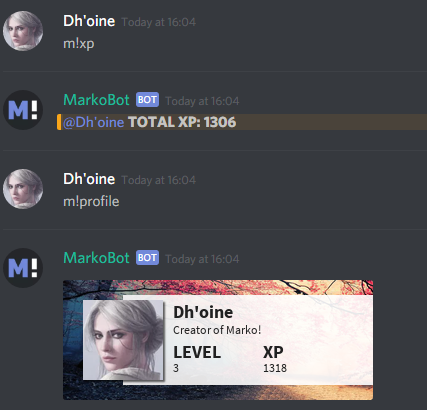 Dh'oine Today at 16:04
m!xp
M!
MarkoBot BOT Today at 16:04
@Dh'oine TOTAL XP: 1306
Dh'oine Today at 16:04
m!profile
M!
MarkoBot BOT Today at 16:04
Dh'oine
Creator of Marko!
LEVEL XP
3 1318